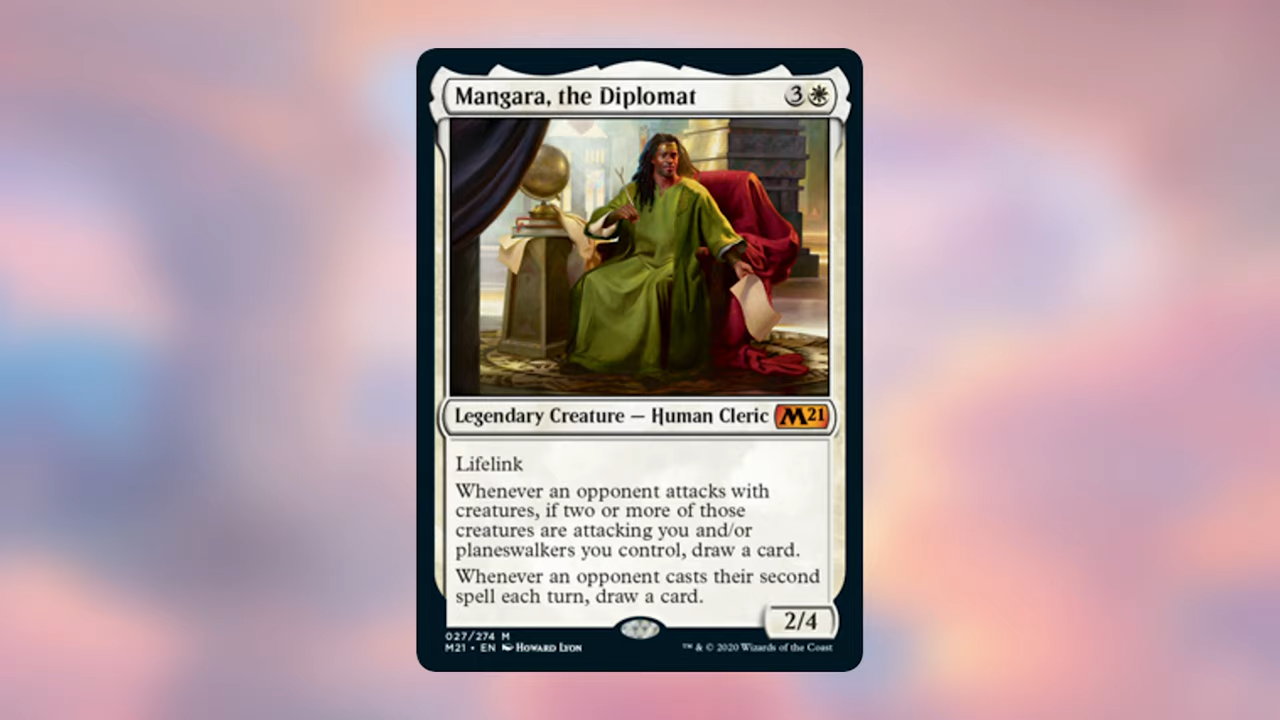 Mangara, the Diplomat 3
Legendary Creature — Human Cleric M21
Lifelink
Whenever an opponent attacks with
creatures, if two or more of those
creatures are attacking you and/or
planeswalkers you control, draw a card.
Whenever an opponent casts their second
spell each turn, draw a card.
2/4
027/274 M
M21 • EN Howard Lyon
™ & © 2020 Wizards of the Coast